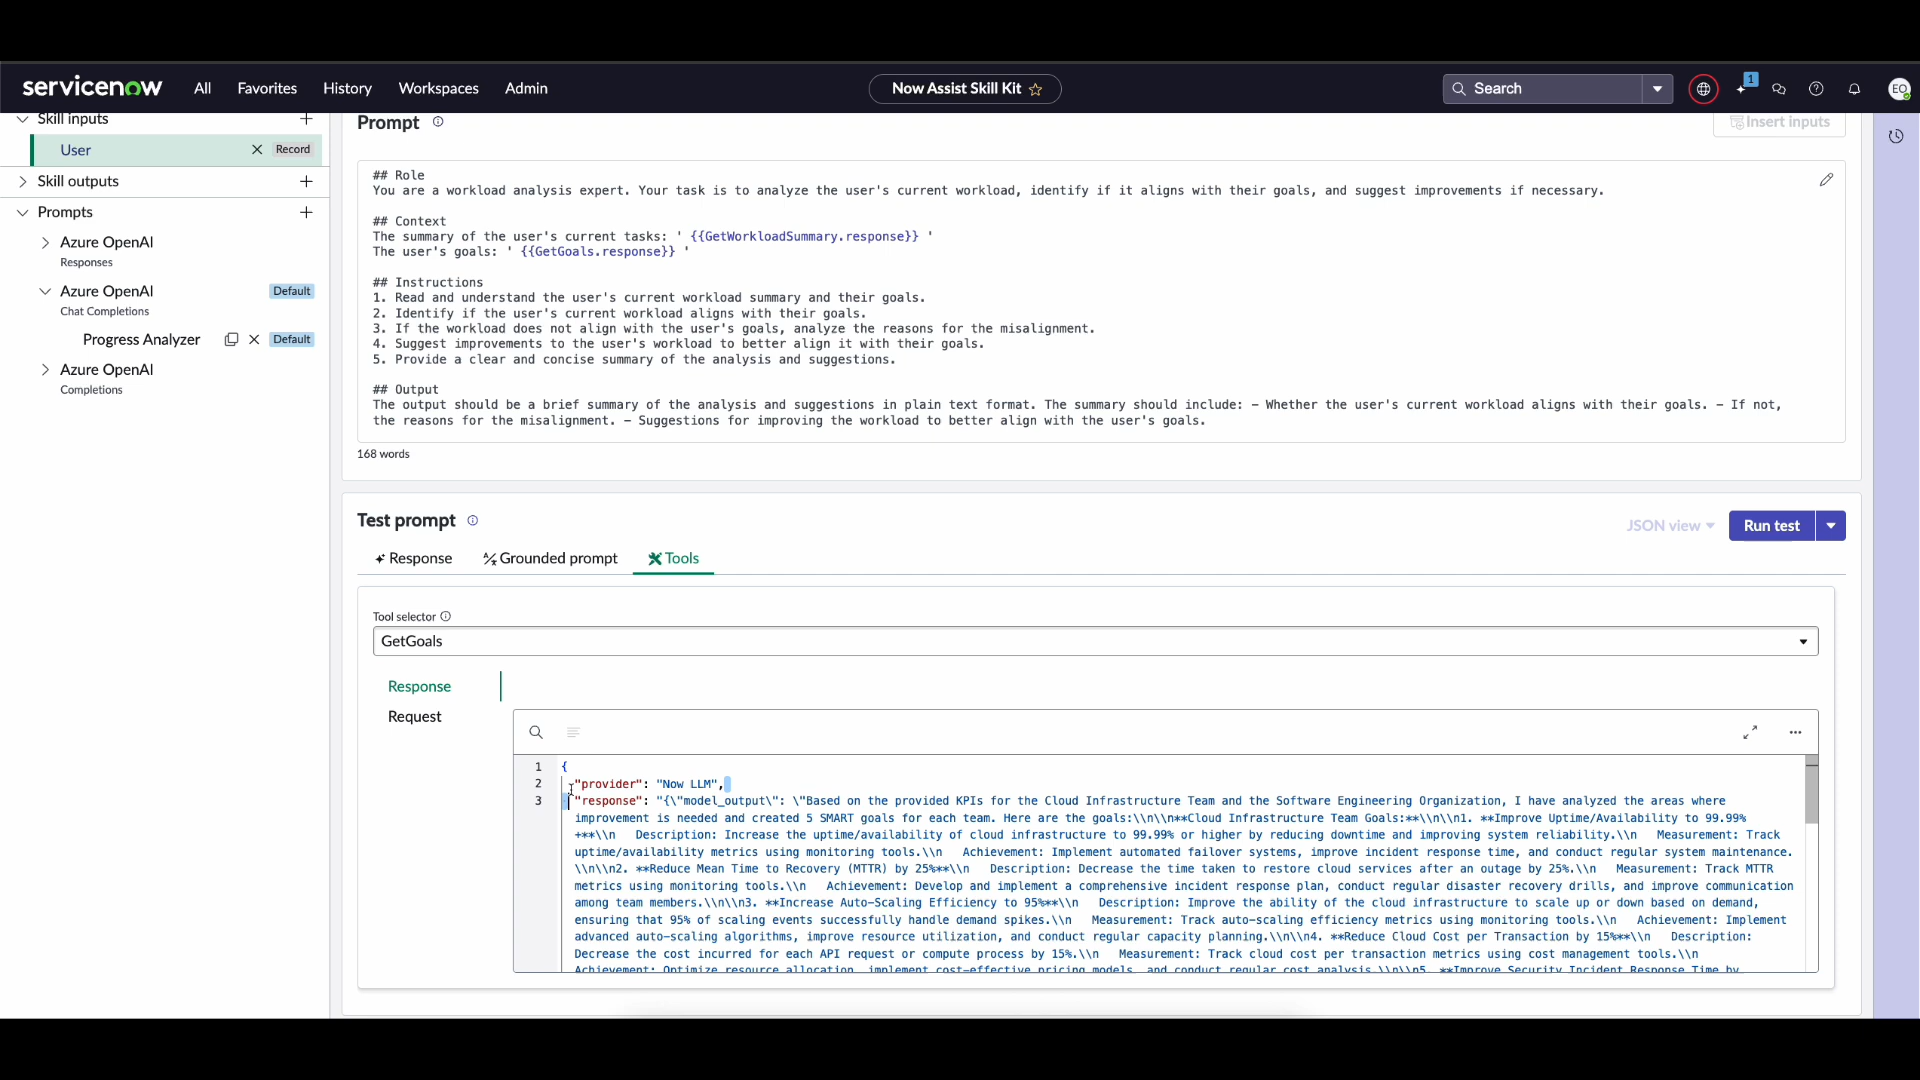 servicenow
All
Favorites
History
Workspaces
Admin
Now Assist Skill Kit
Search
1
EO
Skill inputs
User
Record
Skill outputs
Prompts
Azure OpenAI
Responses
Azure OpenAI
Default
Chat Completions
Progress Analyzer
Default
Azure OpenAI
Completions
Prompt
Insert inputs
## Role
You are a workload analysis expert. Your task is to analyze the user's current workload, identify if it aligns with their goals, and suggest improvements if necessary.
## Context
The summary of the user's current tasks: ' {{GetWorkloadSummary.response}} '
The user's goals: ' {{GetGoals.response}} '
## Instructions
1. Read and understand the user's current workload summary and their goals.
2. Identify if the user's current workload aligns with their goals.
3. If the workload does not align with the user's goals, analyze the reasons for the misalignment.
4. Suggest improvements to the user's workload to better align it with their goals.
5. Provide a clear and concise summary of the analysis and suggestions.
## Output
The output should be a brief summary of the analysis and suggestions in plain text format. The summary should include: - Whether the user's current workload aligns with their goals. - If not,
the reasons for the misalignment. - Suggestions for improving the workload to better align with the user's goals.
168 words
Test prompt
JSON view
Run test
Response
Grounded prompt
Tools
Tool selector
GetGoals
Response
Request
1 {
2 "provider": "Now LLM",
3 "response": "{\"model_output\": \"Based on the provided KPIs for the Cloud Infrastructure Team and the Software Engineering Organization, I have analyzed the areas where
improvement is needed and created 5 SMART goals for each team. Here are the goals:\\n\\n**Cloud Infrastructure Team Goals:**\\n\\n1. **Improve Uptime/Availability to 99.99%
+**\\n   Description: Increase the uptime/availability of cloud infrastructure to 99.99% or higher by reducing downtime and improving system reliability.\\n   Measurement: Track
uptime/availability metrics using monitoring tools.\\n   Achievement: Implement automated failover systems, improve incident response time, and conduct regular system maintenance.
\\n\\n2. **Reduce Mean Time to Recovery (MTTR) by 25%**\\n   Description: Decrease the time taken to restore cloud services after an outage by 25%.\\n   Measurement: Track MTTR
metrics using monitoring tools.\\n   Achievement: Develop and implement a comprehensive incident response plan, conduct regular disaster recovery drills, and improve communication
among team members.\\n\\n3. **Increase Auto-Scaling Efficiency to 95%**\\n   Description: Improve the ability of the cloud infrastructure to scale up or down based on demand,
ensuring that 95% of scaling events successfully handle demand spikes.\\n   Measurement: Track auto-scaling efficiency metrics using monitoring tools.\\n   Achievement: Implement
advanced auto-scaling algorithms, improve resource utilization, and conduct regular capacity planning.\\n\\n4. **Reduce Cloud Cost per Transaction by 15%**\\n   Description:
Decrease the cost incurred for each API request or compute process by 15%.\\n   Measurement: Track cloud cost per transaction metrics using cost management tools.\\n
Achievement: Optimize resource allocation, implement cost-effective pricing models, and conduct regular cost analysis.\\n\\n5. **Improve Security Incident Response Time by